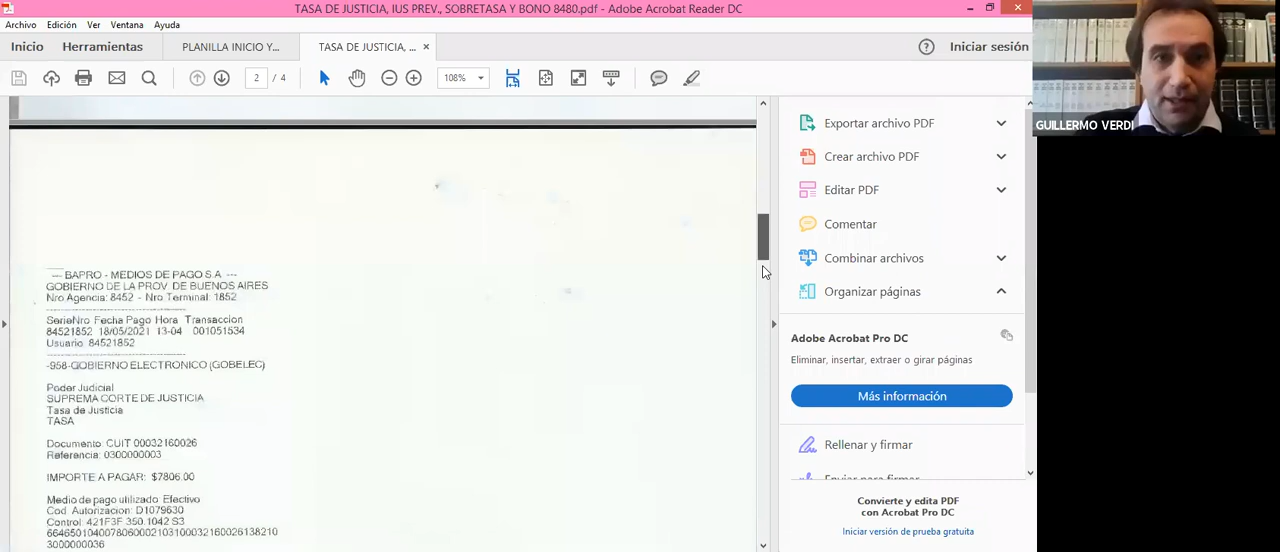 TASA DE JUSTICIA, IUS PREV., SOBRETASA Y BONO 8480.pdf - Adobe Acrobat Reader DC
Archivo Editar Ver Ventana Ayuda
Inicio Herramientas PLANILLA INICIO Y... TASA DE JUSTICIA, ... × Iniciar sesión
2 / 4 108%
GUILLERMO VERDI
Exportar archivo PDF
Crear archivo PDF
Editar PDF
Comentar
Combinar archivos
Organizar páginas
Adobe Acrobat Pro DC
Eliminar, insertar, extraer o girar páginas
Más información
Rellenar y firmar
Enviar para firmar
Convierte y edita PDF
con Acrobat Pro DC
Iniciar versión de prueba gratuita
--- BAPRO - MEDIOS DE PAGO S.A. ---
GOBIERNO DE LA PROV. DE BUENOS AIRES
Nro Agencia: 8452 - Nro Terminal: 1852
SerieNro Fecha Pago Hora Transaccion
84521852 18/05/2021 13-04 001051534
Usuario 84521852
-958-GOBIERNO ELECTRONICO (GOBELEC)
Poder Judicial
SUPREMA CORTE DE JUSTICIA
Tasa de Justicia
TASA
Documento: CUIT 00032160026
Referencia: 0300000003
IMPORTE A PAGAR: $7806.00
Medio de pago utilizado: Efectivo
Cod. Autorizacion: D1079630
Control: 421F3F 350.1042 S3
6646501040078060002103100032160026138210
3000000036